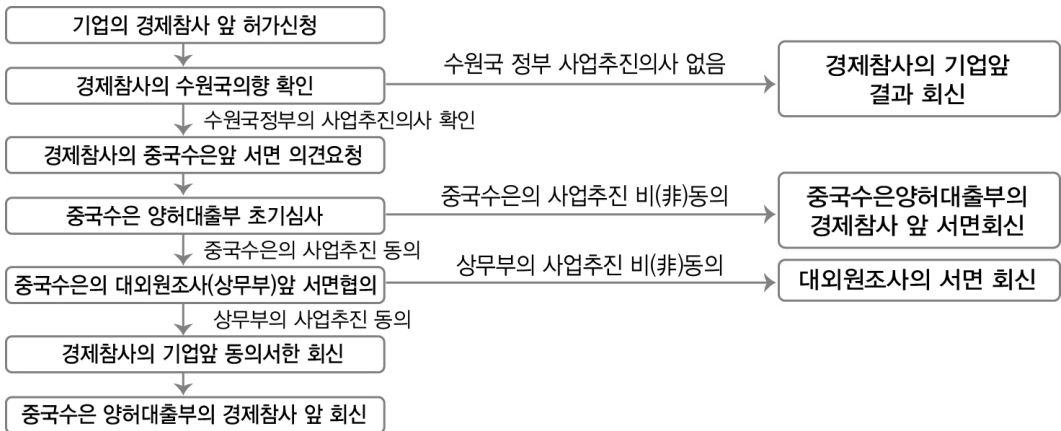 기업의 경제참사 앞 허가신청
경제참사의 수원국의향 확인
수원국 정부 사업추진의사 없음
경제참사의 기업앞
결과 회신
수원국정부의 사업추진의사 확인
경제참사의 중국수은앞 서면 의견요청
중국수은 양허대출부 초기심사
중국수은의 사업추진 비(非)동의
중국수은양허대출부의
경제참사 앞 서면회신
중국수은의 사업추진 동의
중국수은의 대외원조사(상무부)앞 서면협의
상무부의 사업추진 비(非)동의
대외원조사의 서면 회신
상무부의 사업추진 동의
경제참사의 기업앞 동의서한 회신
중국수은 양허대출부의 경제참사 앞 회신